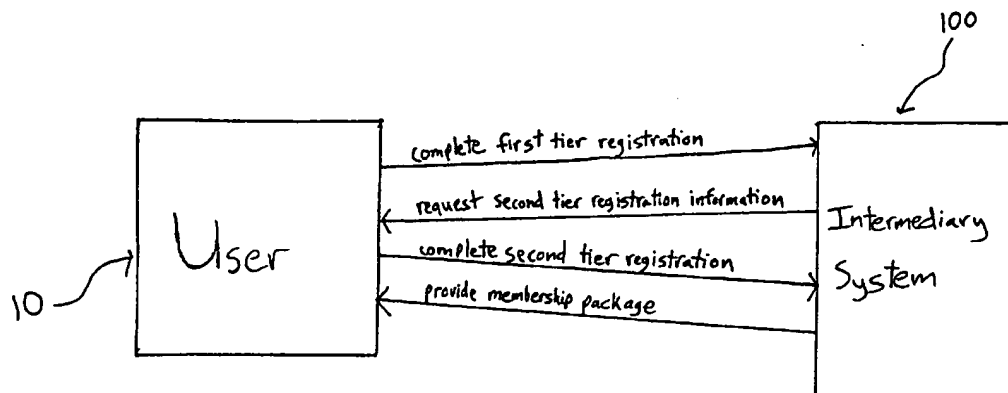 100
complete first tier registration
request second tier registration information
Intermediary
User
complete second tier registration
System
10
provide membership package